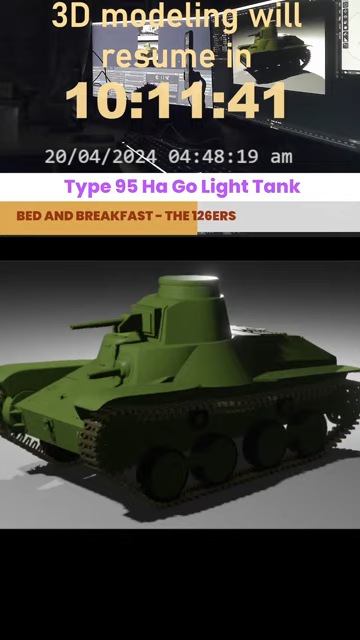 3D modeling will
resume in
10:11:41
20/04/2024 04:48:19 am
Type 95 Ha Go Light Tank
BED AND BREAKFAST - THE 126ERS